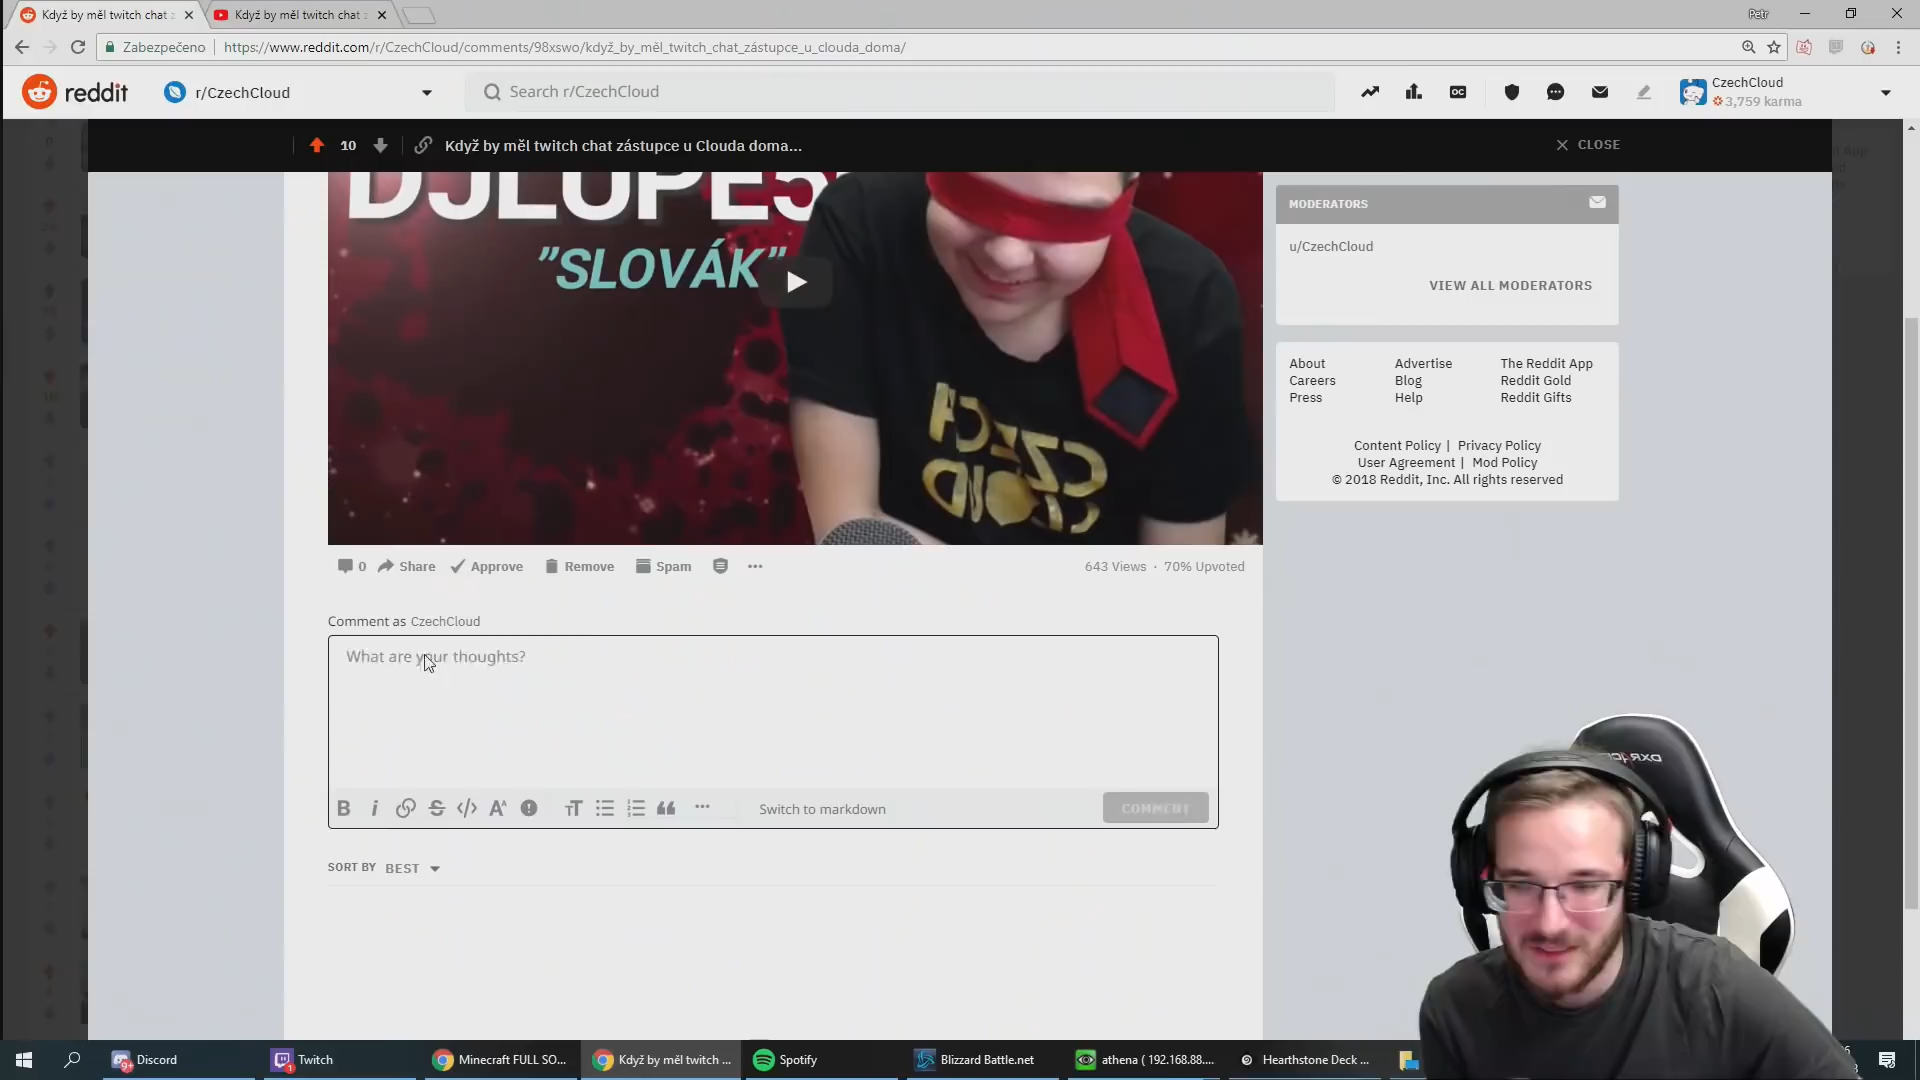 Když by měl twitch chat z
Když by měl twitch chat z
Petr
Zabezpečeno
https://www.reddit.com/r/CzechCloud/comments/98xswo/když_by_měl_twitch_chat_zástupce_u_clouda_doma/
reddit
r/CzechCloud
Search r/CzechCloud
OC
CzechCloud
3,759 karma
10
Když by měl twitch chat zástupce u Clouda doma...
CLOSE
DJLUPE5
"SLOVÁK"
MODERATORS
u/CzechCloud
VIEW ALL MODERATORS
About Advertise The Reddit App
Careers Blog Reddit Gold
Press Help Reddit Gifts
Content Policy | Privacy Policy
User Agreement | Mod Policy
© 2018 Reddit, Inc. All rights reserved
CZECH
CLOUD
0 Share Approve Remove Spam
643 Views · 70% Upvoted
Comment as CzechCloud
What are your thoughts?
Switch to markdown
COMMENT
SORT BY BEST
DXRACER
Discord
Twitch
Minecraft FULL SO...
Když by měl twitch ...
Spotify
Blizzard Battle.net
athena ( 192.168.88....
Hearthstone Deck ...